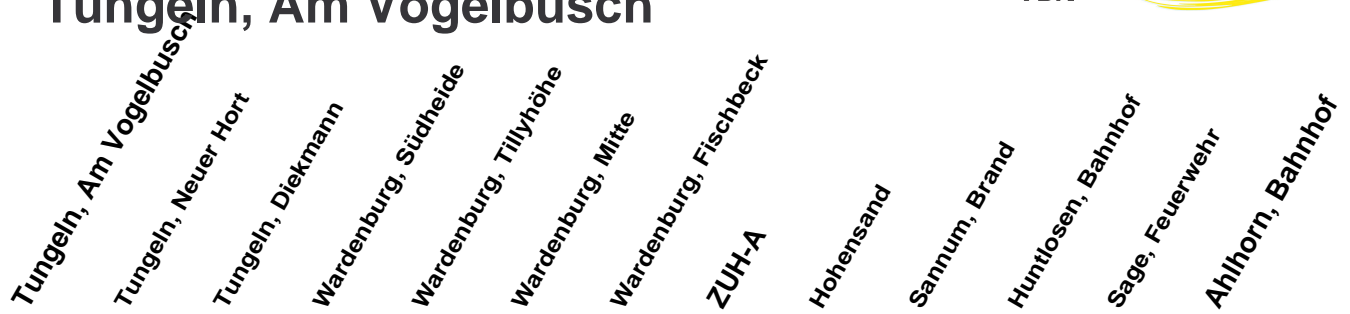 Tungeln, Am Vogelbusch
Tungeln, Am Vogelbusch
Tungeln, Neuer Hort
Tungeln, Diekmann
Wardenburg, Südheide
Wardenburg, Tillyhöhe
Wardenburg, Mitte
Wardenburg, Fischbeck
ZUH-A
Hohensand
Sannum, Brand
Huntlosen, Bahnhof
Sage, Feuerwehr
Ahlhorn, Bahnhof